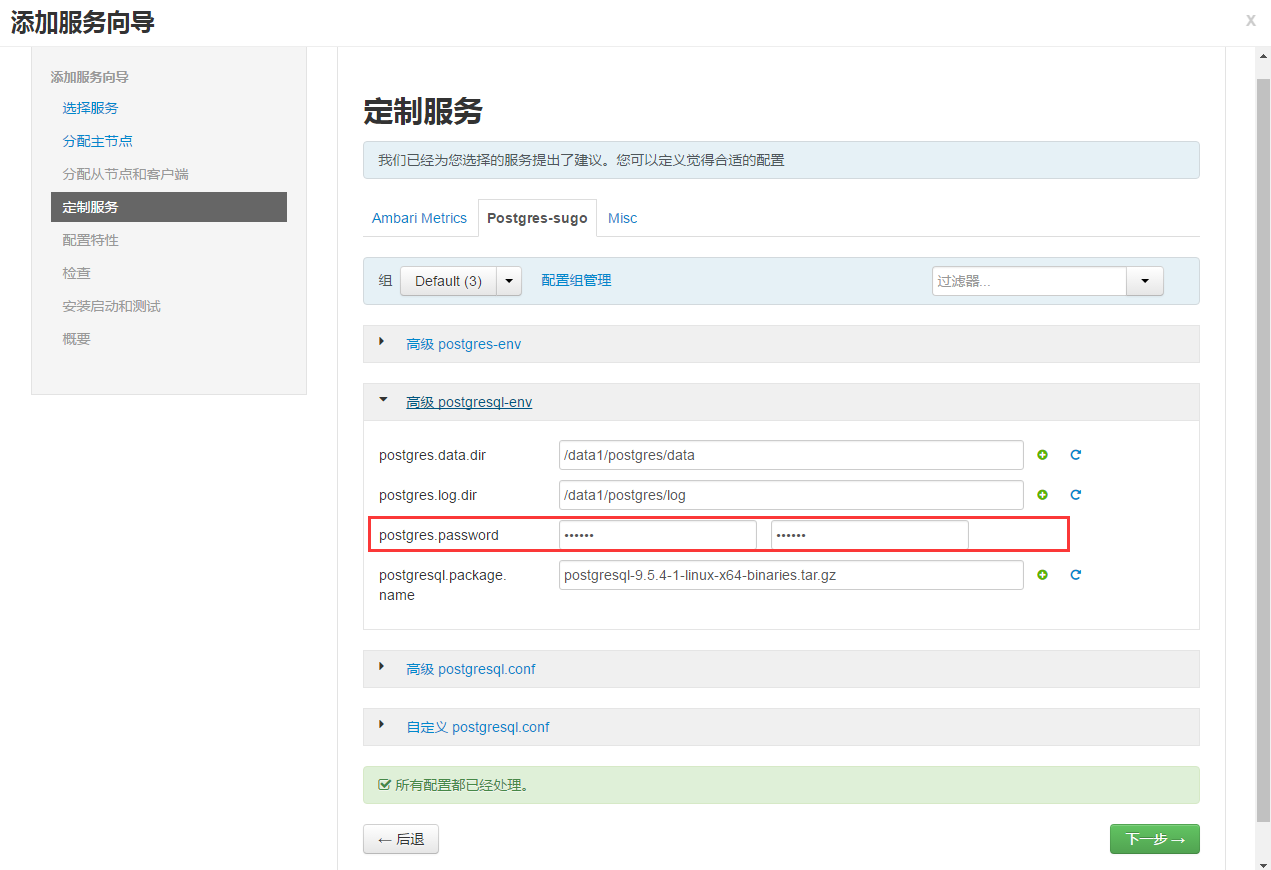 添加服务向导
x
添加服务向导
选择服务
分配主节点
分配从节点和客户端
定制服务
配置特性
检查
安装启动和测试
概要
定制服务
我们已经为您选择的服务提出了建议。您可以定义觉得合适的配置
Ambari Metrics Postgres-sugo Misc
组 Default (3) 配置组管理 过滤器...
高级 postgres-env
高级 postgresql-env
postgres.data.dir /data1/postgres/data
postgres.log.dir /data1/postgres/log
postgres.password •••••• ••••••
postgresql.package. postgresql-9.5.4-1-linux-x64-binaries.tar.gz
name
高级 postgresql.conf
自定义 postgresql.conf
所有配置都已经处理。
← 后退 下一步 →